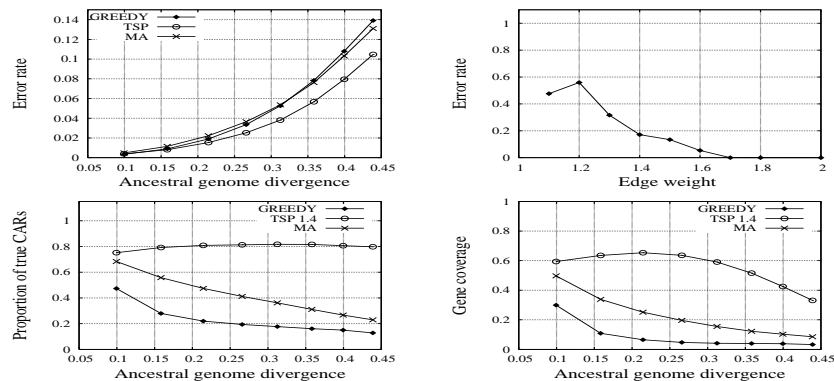 0.14
0.12
0.1
0.08
0.06
0.04
0.02
0
Error rate
GREEDY
TSP
MA
0.05 0.1 0.15 0.2 0.25 0.3 0.35 0.4 0.45
Ancestral genome divergence
1
0.8
0.6
0.4
0.2
0
Error rate
1 1.2 1.4 1.6 1.8 2
Edge weight
1
0.8
0.6
0.4
0.2
0
Proportion of true CARs
GREEDY
TSP 1.4
MA
0.05 0.1 0.15 0.2 0.25 0.3 0.35 0.4 0.45
Ancestral genome divergence
1
0.8
0.6
0.4
0.2
0
Gene coverage
GREEDY
TSP 1.4
MA
0.05 0.1 0.15 0.2 0.25 0.3 0.35 0.4 0.45
Ancestral genome divergence